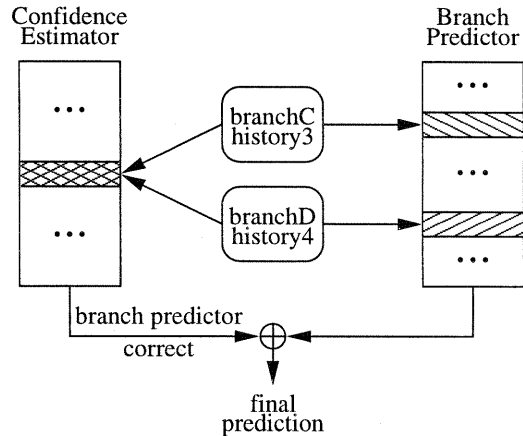 Confidence
Estimator
Branch
Predictor
• • •
• • •
branchC
history3
• • •
branchD
history4
• • •
• • •
branch predictor
correct
final
prediction